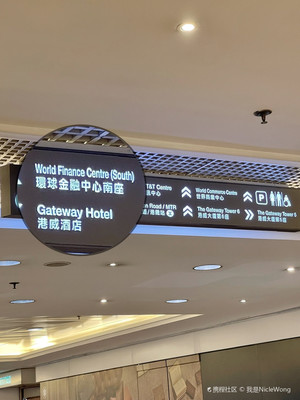 World Finance Centre (South)
環球金融中心南座
Gateway Hotel
港威酒店
T&T Centre
中心
n Road / MTR
World Commerce Centre
世界商業中心
The Gateway Tower 6
港威大廈第6座
P
The Gateway Tower 5
港威大廈第5座
携程社区 © 我是NicleWong